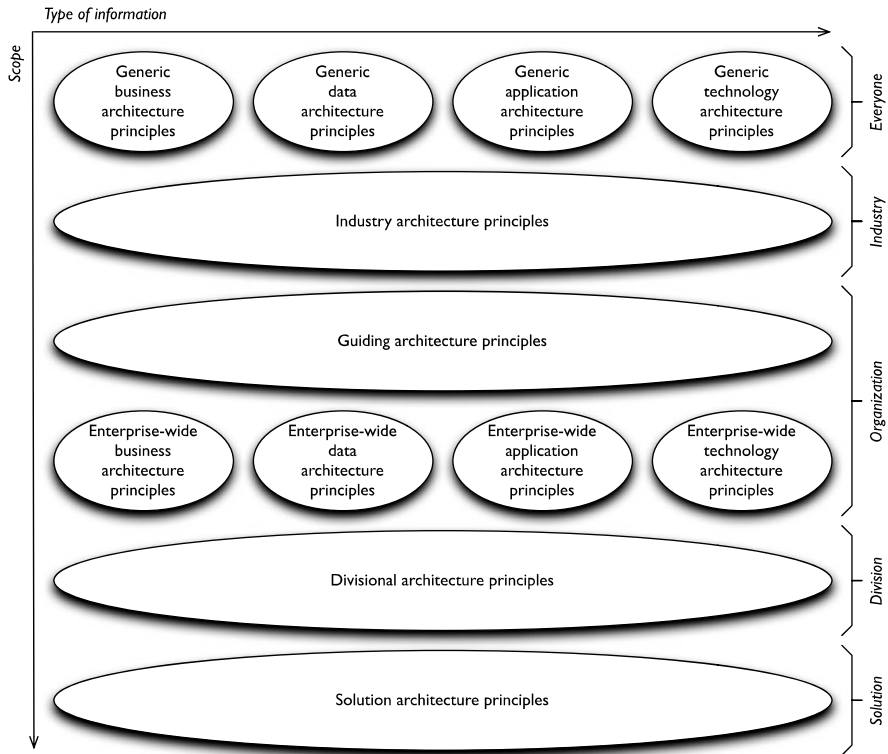 Type of information
Scope
Generic
business
architecture
principles
Generic
data
architecture
principles
Generic
application
architecture
principles
Generic
technology
architecture
principles
Everyone
Industry architecture principles
Industry
Guiding architecture principles
Organization
Enterprise-wide
business
architecture
principles
Enterprise-wide
data
architecture
principles
Enterprise-wide
application
architecture
principles
Enterprise-wide
technology
architecture
principles
Divisional architecture principles
Division
Solution architecture principles
Solution